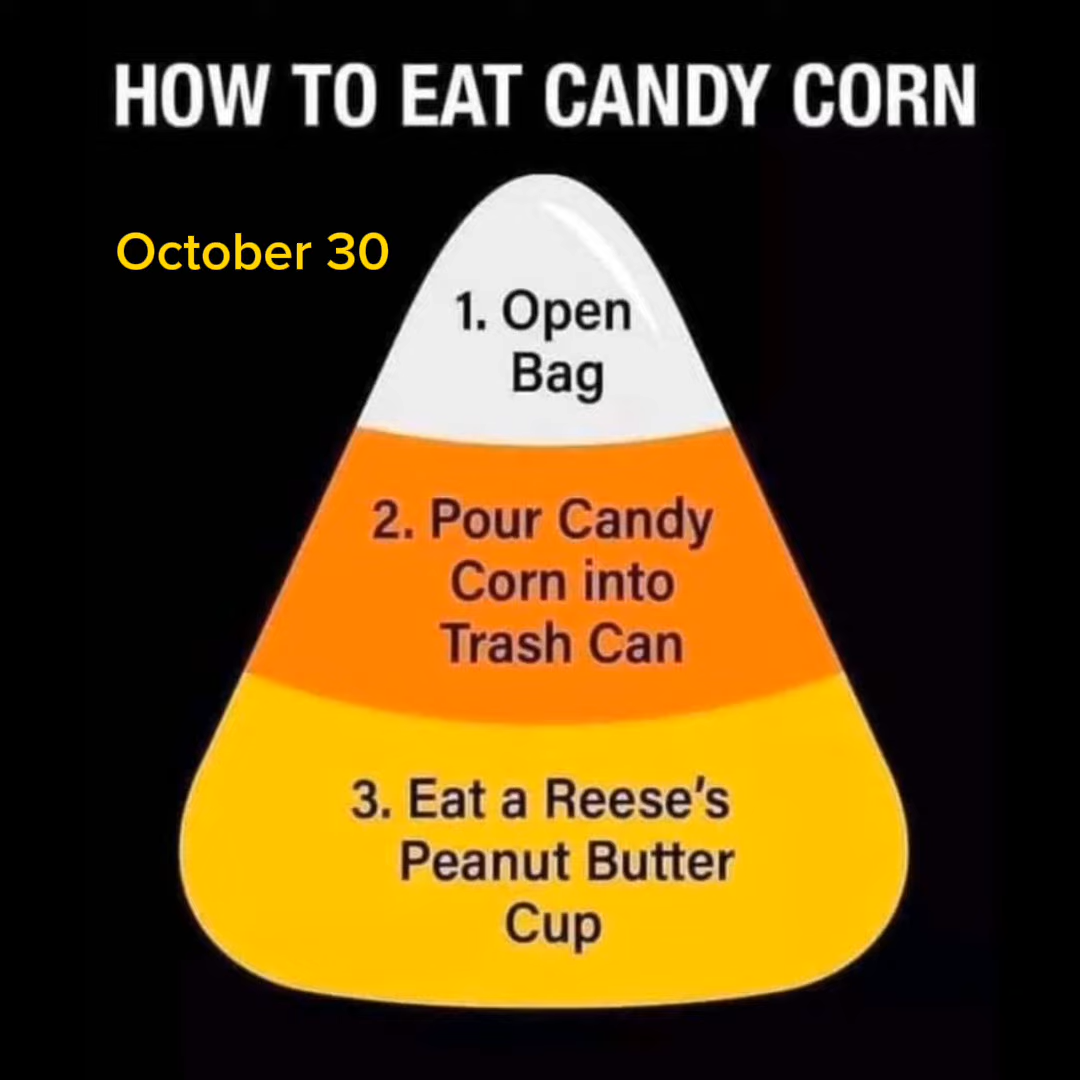 HOW TO EAT CANDY CORN
October 30
1. Open
Bag
2. Pour Candy
Corn into
Trash Can
3. Eat a Reese's
Peanut Butter
Cup